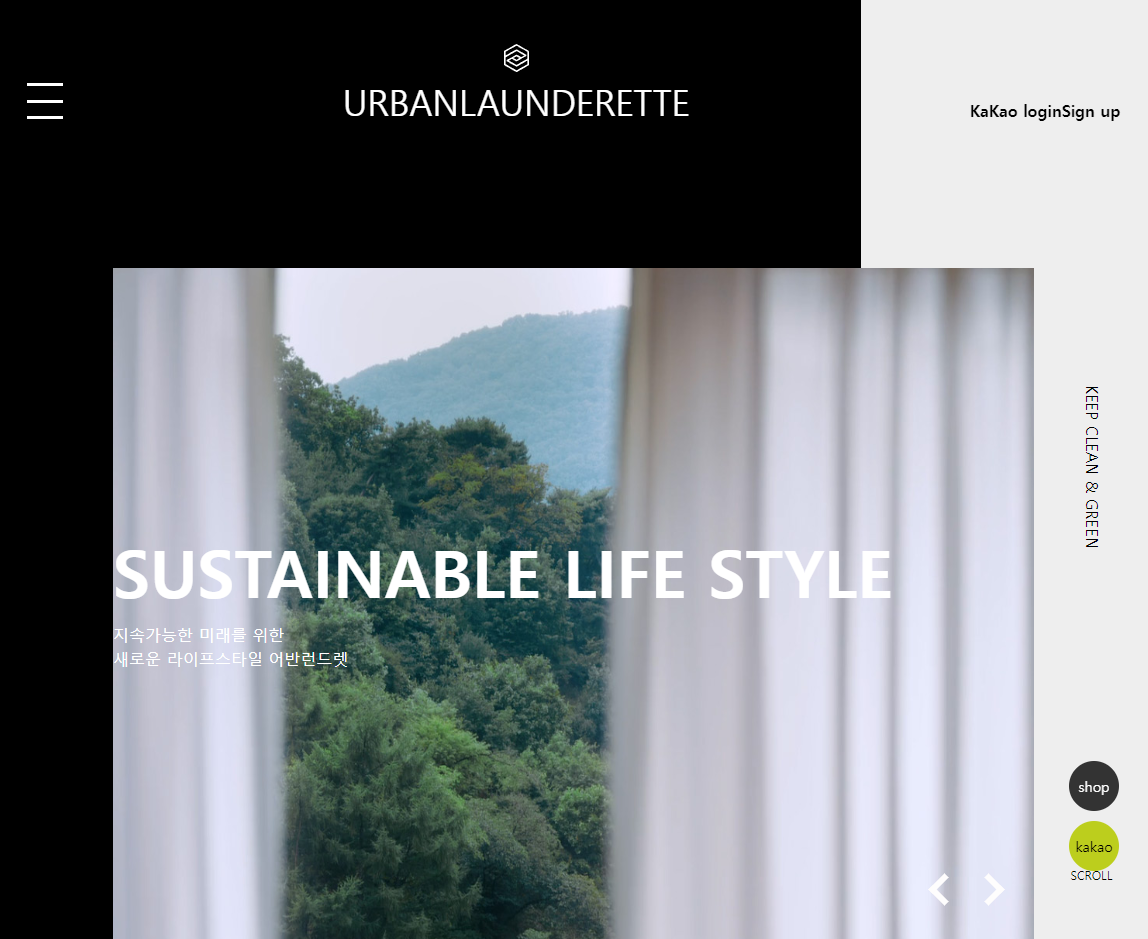 URBANLAUNDERETTE
KaKao loginSign up
KEEP CLEAN & GREEN
SUSTAINABLE LIFE STYLE
지속가능한 미래를 위한
새로운 라이프스타일 어반런드렛
shop
kakao
SCROLL